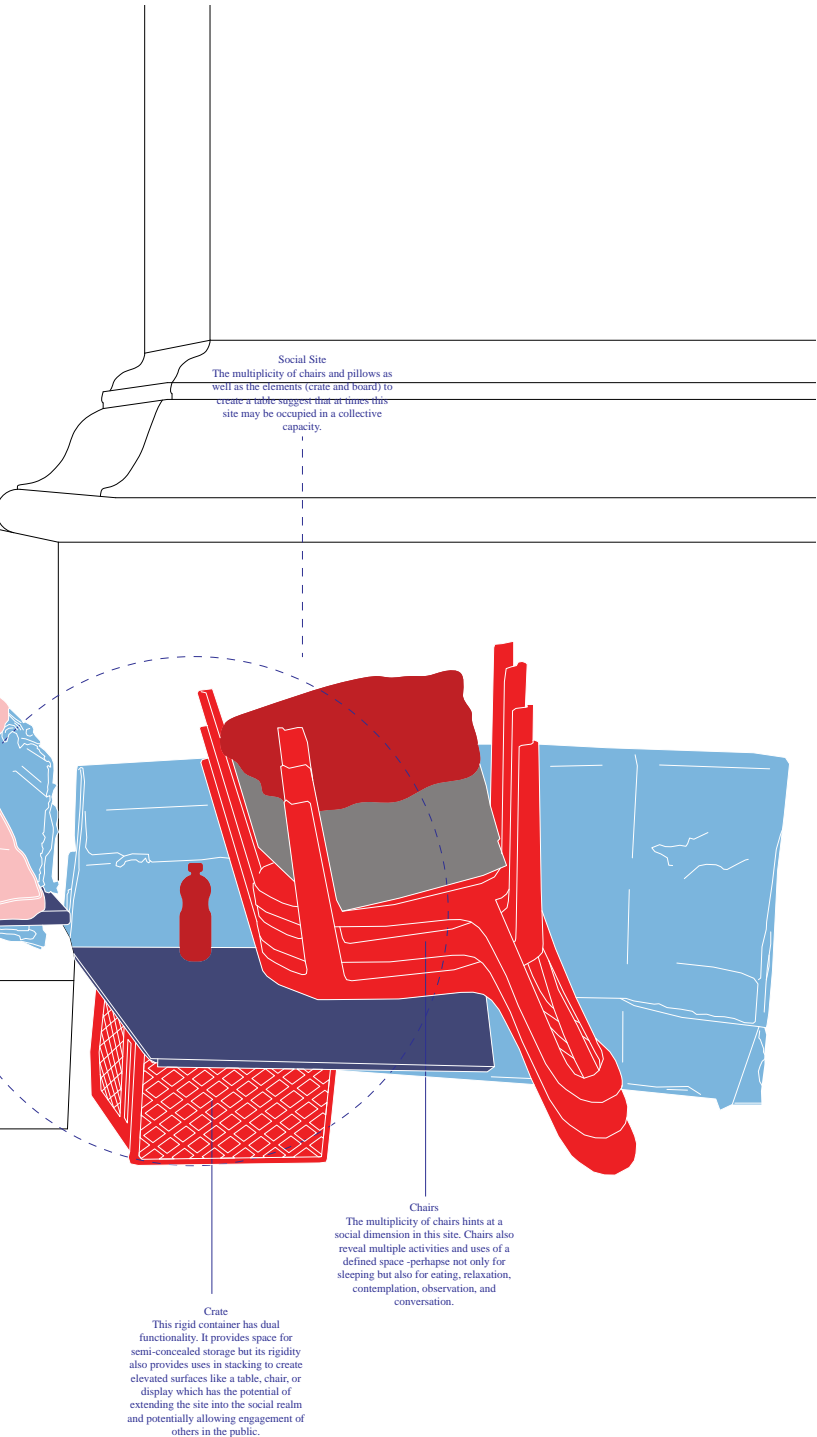 Social Site
The multiplicity of chairs and pillows as
well as the elements (crate and board) to
create a table suggest that at times this
site may be occupied in a collective
capacity.
Chairs
The multiplicity of chairs hints at a
social dimension in this site. Chairs also
reveal multiple activities and uses of a
defined space -perhapse not only for
sleeping but also for eating, relaxation,
contemplation, observation, and
conversation.
Crate
This rigid container has dual
functionality. It provides space for
semi-concealed storage but its rigidity
also provides uses in stacking to create
elevated surfaces like a table, chair, or
display which has the potential of
extending the site into the social realm
and potentially allowing engagement of
others in the public.